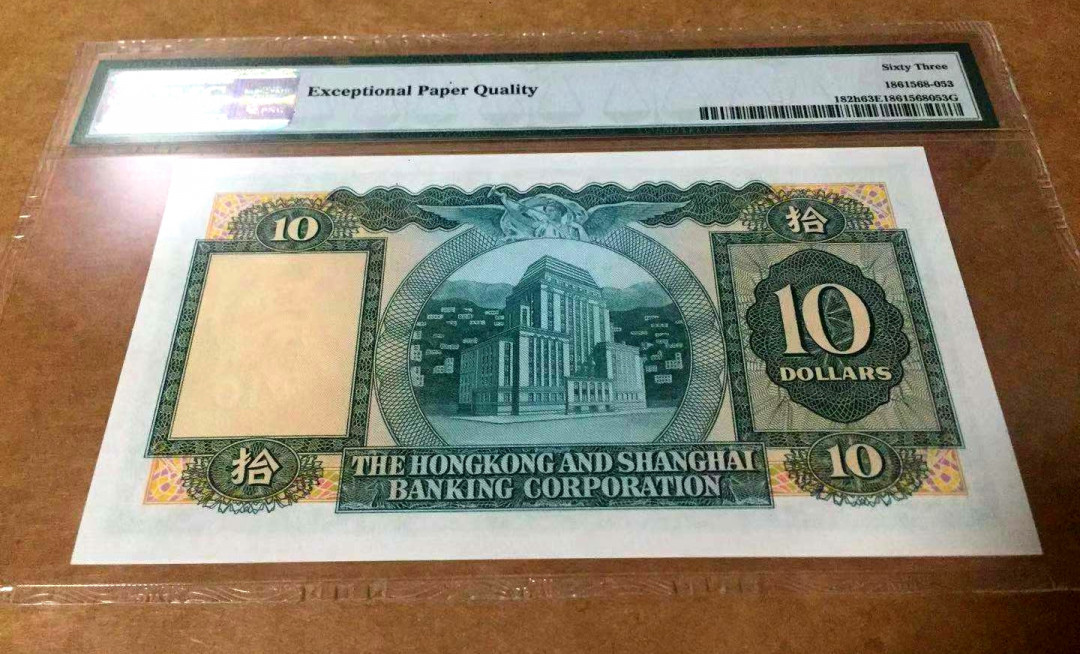 Exceptional Paper Quality
Sixty Three
1861568-053
182h63E1861568053G
10
拾
10
DOLLARS
拾
THE HONGKONG AND SHANGHAI
BANKING CORPORATION
10